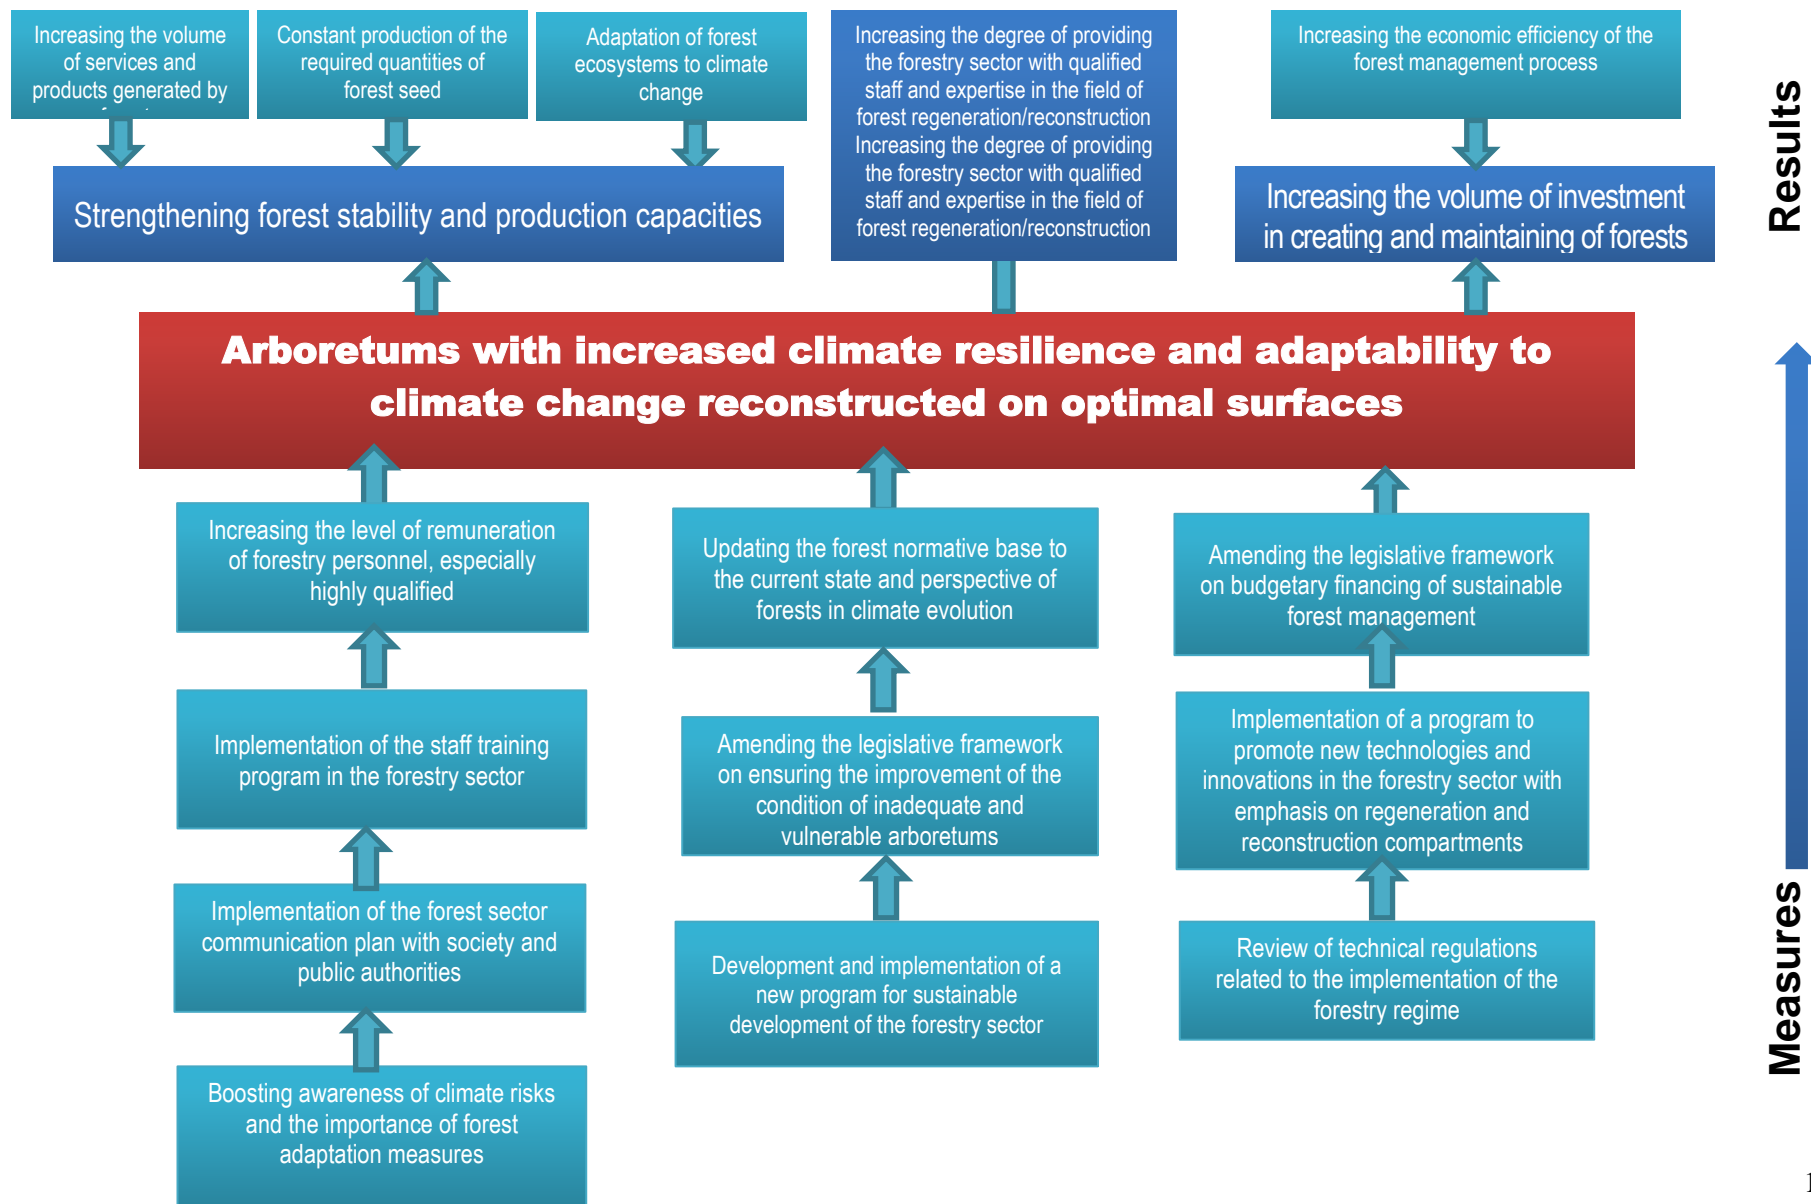 Increasing the volume
of services and
products generated by
Constant production of the
required quantities of
forest seed
Adaptation of forest
ecosystems to climate
change
Increasing the degree of providing
the forestry sector with qualified
staff and expertise in the field of
forest regeneration/reconstruction
Increasing the degree of providing
the forestry sector with qualified
staff and expertise in the field of
forest regeneration/reconstruction
Increasing the economic efficiency of the
forest management process
Strengthening forest stability and production capacities
Increasing the volume of investment
in creating and maintaining of forests
Results
Arboretums with increased climate resilience and adaptability to
climate change reconstructed on optimal surfaces
Increasing the level of remuneration
of forestry personnel, especially
highly qualified
Updating the forest normative base to
the current state and perspective of
forests in climate evolution
Amending the legislative framework
on budgetary financing of sustainable
forest management
Implementation of the staff training
program in the forestry sector
Amending the legislative framework
on ensuring the improvement of the
condition of inadequate and
vulnerable arboretums
Implementation of a program to
promote new technologies and
innovations in the forestry sector with
emphasis on regeneration and
reconstruction compartments
Implementation of the forest sector
communication plan with society and
public authorities
Development and implementation of a
new program for sustainable
development of the forestry sector
Review of technical regulations
related to the implementation of the
forestry regime
Measures
Boosting awareness of climate risks
and the importance of forest
adaptation measures
1